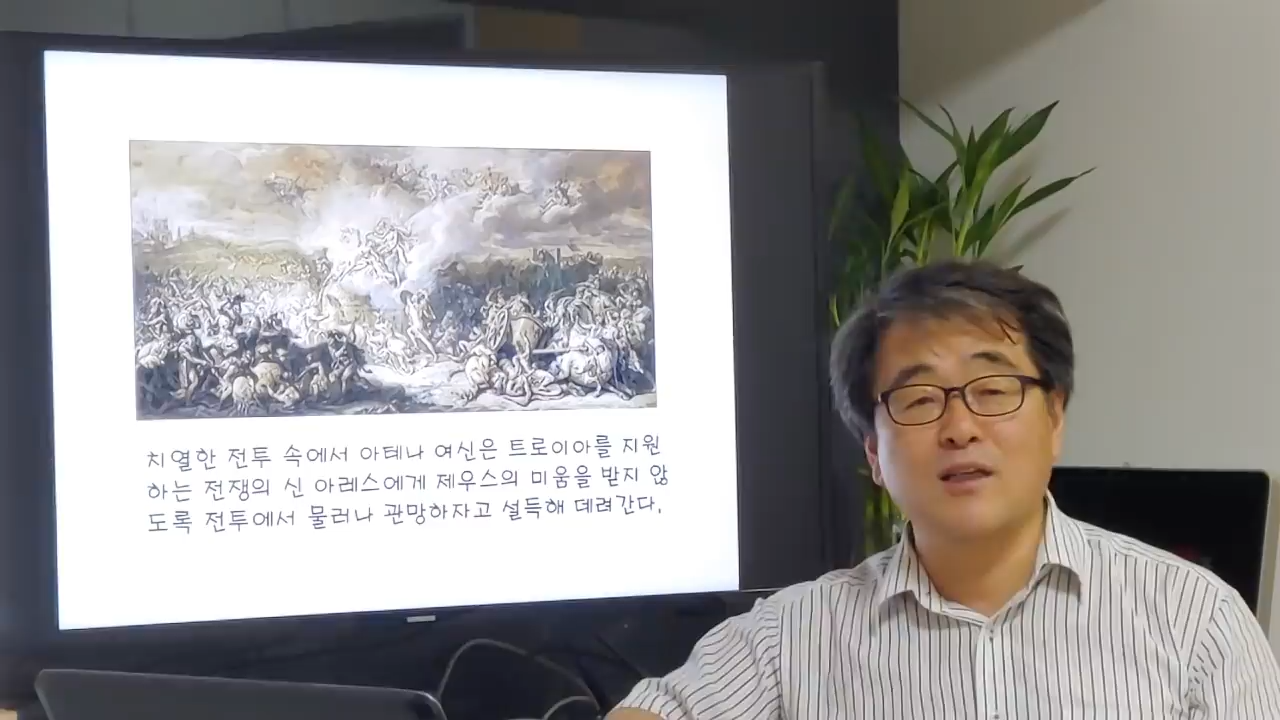 치열한 전투 속에서 아테나 여신은 트로이아를 지원
하는 전쟁의 신 아레스에게 제우스의 미움을 받지 않
도록 전투에서 물러나 관망하자고 설득해 데려간다.